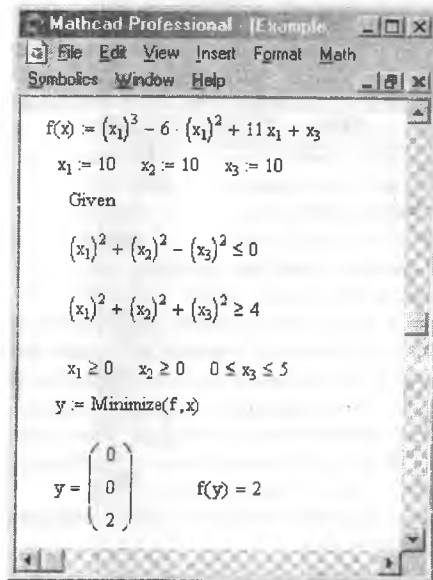 Mathcad Professional - [Example
File Edit View Insert Format Math
Symbolics Window Help
f(x) := (x₁)³ − 6 · (x₁)² + 11 x₁ + x₃
x₁ := 10 x₂ := 10 x₃ := 10
Given
(x₁)² + (x₂)² − (x₃)² ≤ 0
(x₁)² + (x₂)² + (x₃)² ≥ 4
x₁ ≥ 0 x₂ ≥ 0 0 ≤ x₃ ≤ 5
y := Minimize(f,x)
0
y = 0 f(y) = 2
2